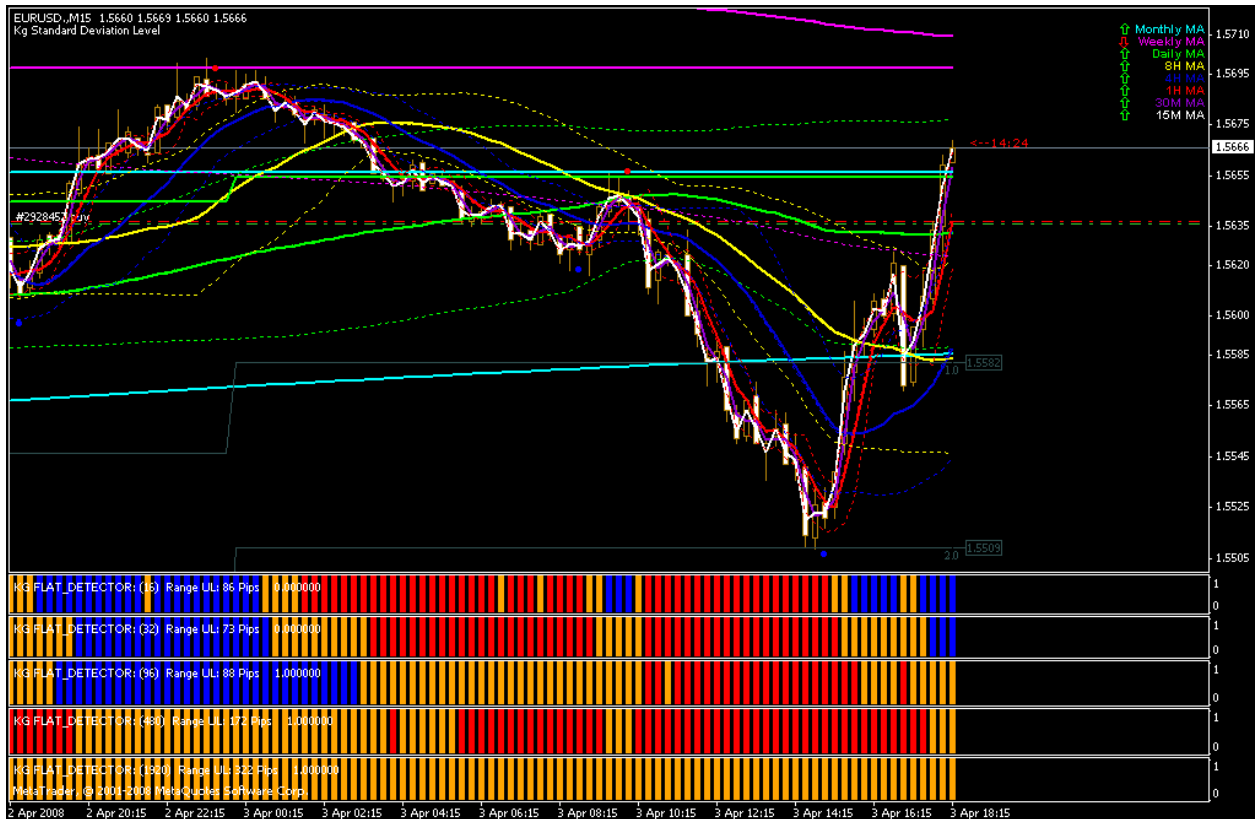 EURUSD.,M15 1.5660 1.5669 1.5660 1.5666
Kg Standard Deviation Level
Monthly MA
Weekly MA
Daily MA
8H MA
4H MA
1H MA
30M MA
15M MA
1.5710
1.5695
1.5675
<--14:24
1.5666
1.5655
#2928452 buy
1.5635
1.5620
1.5600
1.5585
1.5582
1.0
1.5565
1.5545
1.5525
1.5509
2.0
1.5505
KG FLAT_DETECTOR: (16) Range UL: 86 Pips 0.000000
1
0
KG FLAT_DETECTOR: (32) Range UL: 73 Pips 0.000000
1
0
KG FLAT_DETECTOR: (96) Range UL: 88 Pips 1.000000
1
0
KG FLAT_DETECTOR: (480) Range UL: 172 Pips 1.000000
1
0
KG FLAT_DETECTOR: (1920) Range UL: 322 Pips 1.000000
1
MetaTrader, © 2001-2008 MetaQuotes Software Corp.
0
2 Apr 2008 2 Apr 20:15 2 Apr 22:15 3 Apr 00:15 3 Apr 02:15 3 Apr 04:15 3 Apr 06:15 3 Apr 08:15 3 Apr 10:15 3 Apr 12:15 3 Apr 14:15 3 Apr 16:15 3 Apr 18:15